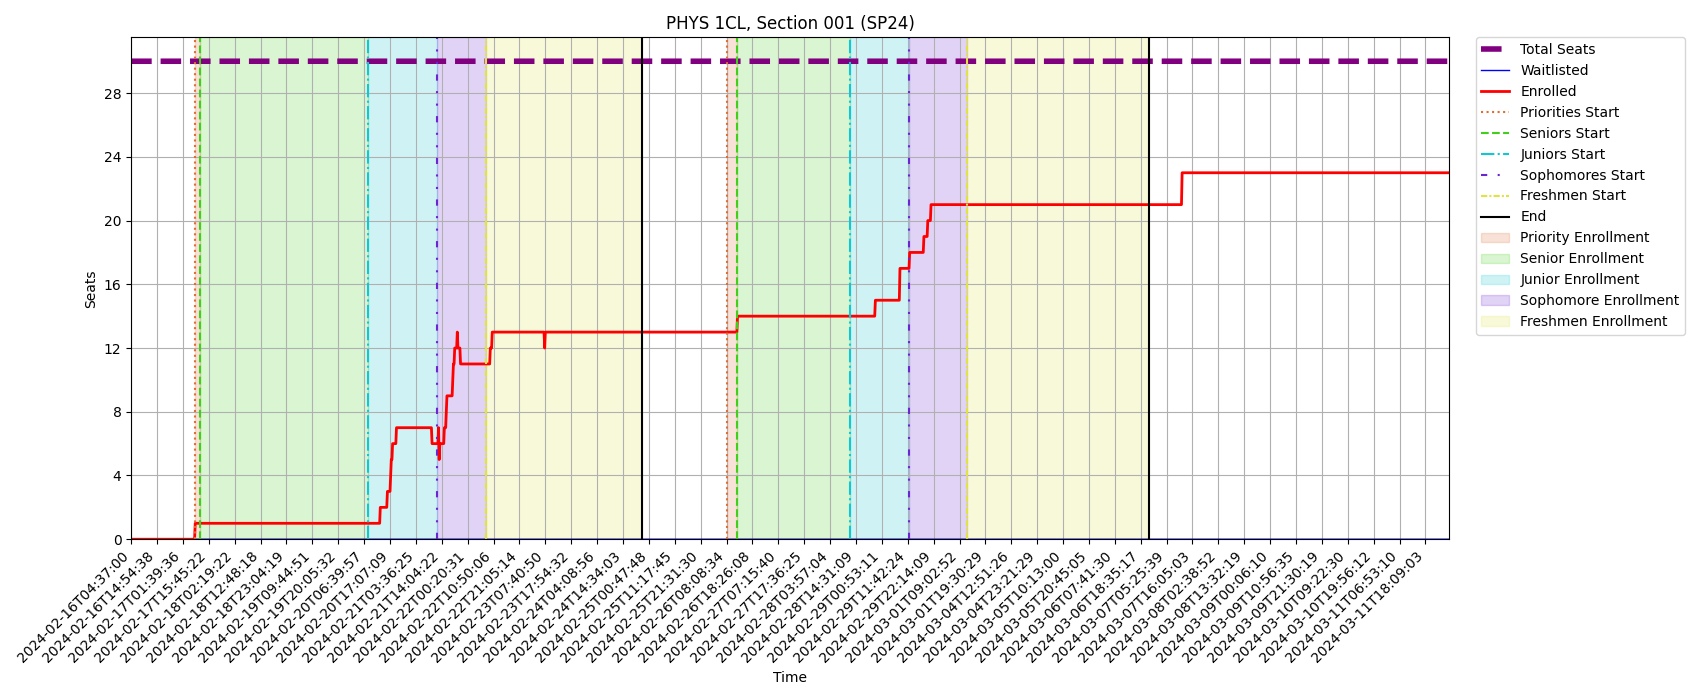 PHYS 1CL, Section 001 (SP24)
Total Seats
Waitlisted
Enrolled
Priorities Start
Seniors Start
Juniors Start
Sophomores Start
Freshmen Start
End
Priority Enrollment
Senior Enrollment
Junior Enrollment
Sophomore Enrollment
Freshmen Enrollment
Seats
28
24
20
16
12
8
4
0
2024-02-16T04:37:00
2024-02-16T14:54:38
2024-02-17T01:39:36
2024-02-17T15:45:22
2024-02-18T02:19:22
2024-02-18T12:48:18
2024-02-18T23:04:19
2024-02-19T09:44:51
2024-02-19T20:05:32
2024-02-20T06:39:57
2024-02-20T17:07:09
2024-02-21T03:36:25
2024-02-21T14:04:22
2024-02-22T00:20:31
2024-02-22T10:50:06
2024-02-22T21:05:14
2024-02-23T07:40:50
2024-02-23T17:54:32
2024-02-24T04:08:56
2024-02-24T14:34:03
2024-02-25T00:47:48
2024-02-25T11:17:45
2024-02-25T21:31:30
2024-02-26T08:08:34
2024-02-26T18:26:08
2024-02-27T07:15:40
2024-02-27T17:36:25
2024-02-28T03:57:04
2024-02-28T14:31:09
2024-02-29T00:53:11
2024-02-29T11:42:24
2024-02-29T22:14:09
2024-03-01T09:02:52
2024-03-01T19:30:29
2024-03-04T12:51:26
2024-03-04T23:21:29
2024-03-05T10:13:00
2024-03-05T20:45:05
2024-03-06T07:41:30
2024-03-06T18:35:17
2024-03-07T05:25:39
2024-03-07T16:05:03
2024-03-08T02:38:52
2024-03-08T13:32:19
2024-03-09T00:06:10
2024-03-09T10:56:35
2024-03-09T21:30:19
2024-03-10T09:22:30
2024-03-10T19:56:12
2024-03-11T06:53:10
2024-03-11T18:09:03
Time